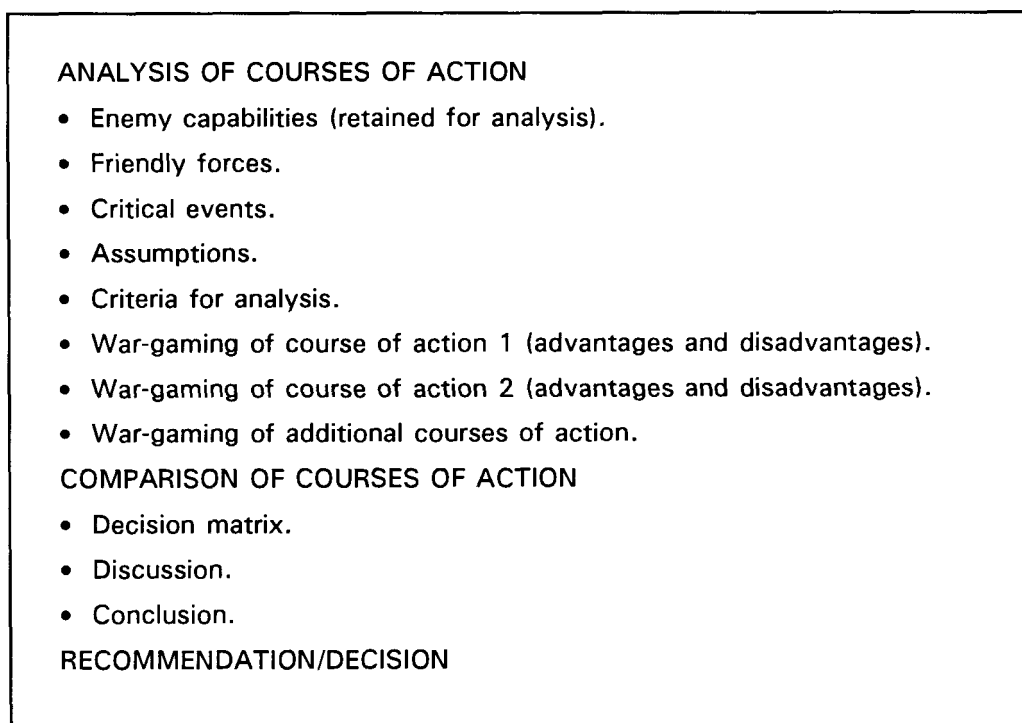 ANALYSIS OF COURSES OF ACTION
• Enemy capabilities (retained for analysis).
• Friendly forces.
• Critical events.
• Assumptions.
• Criteria for analysis.
• War-gaming of course of action 1 (advantages and disadvantages).
• War-gaming of course of action 2 (advantages and disadvantages).
• War-gaming of additional courses of action.
COMPARISON OF COURSES OF ACTION
• Decision matrix.
• Discussion.
• Conclusion.
RECOMMENDATION/DECISION